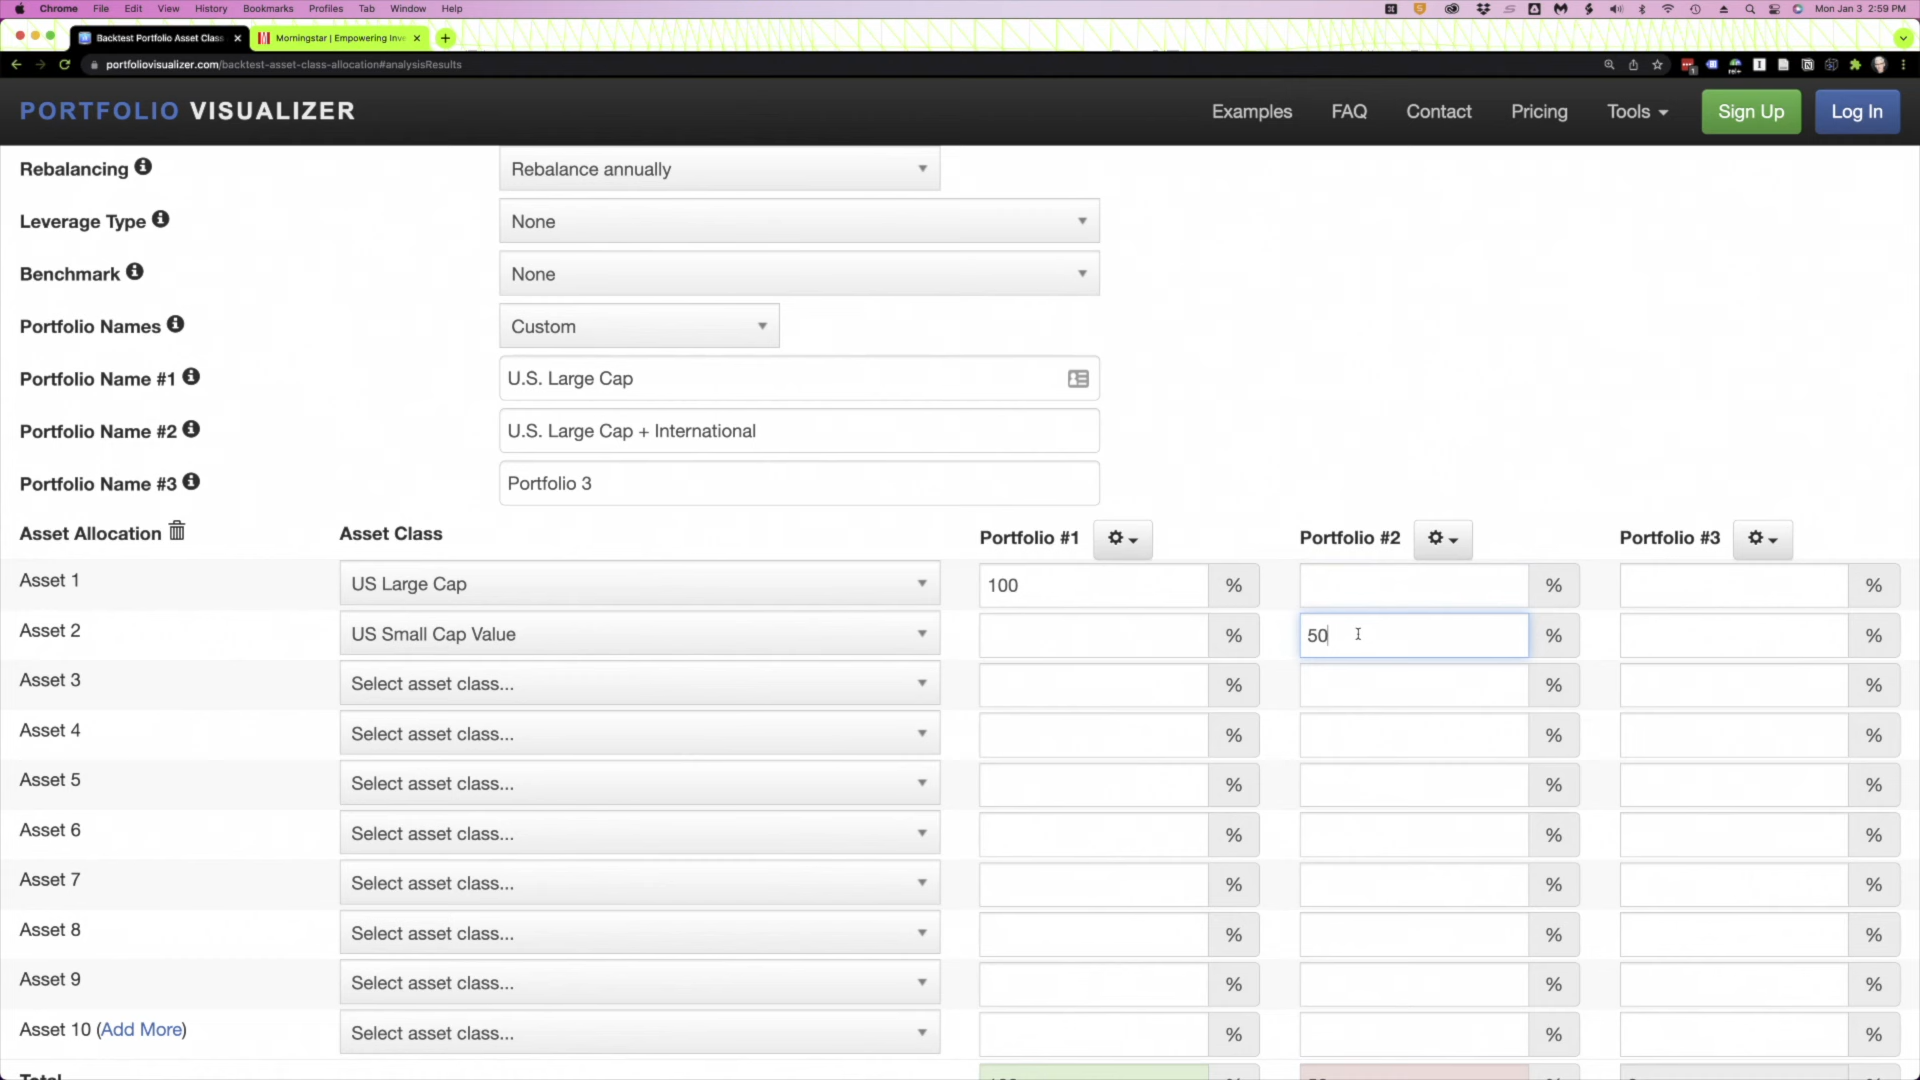 Chrome File Edit View History Bookmarks Profiles Tab Window Help Mon Jan 3 2:59 PM
Backtest Portfolio Asset Class Morningstar | Empowering Inve
portfoliovisualizer.com/backtest-asset-class-allocation#analysisResults
PORTFOLIO VISUALIZER Examples FAQ Contact Pricing Tools Sign Up Log In
Rebalancing Rebalance annually
Leverage Type None
Benchmark None
Portfolio Names Custom
Portfolio Name #1 U.S. Large Cap
Portfolio Name #2 U.S. Large Cap + International
Portfolio Name #3 Portfolio 3
Asset Allocation Asset Class Portfolio #1 Portfolio #2 Portfolio #3
Asset 1 US Large Cap 100 % % %
Asset 2 US Small Cap Value % 50 % %
Asset 3 Select asset class... % % %
Asset 4 Select asset class... % % %
Asset 5 Select asset class... % % %
Asset 6 Select asset class... % % %
Asset 7 Select asset class... % % %
Asset 8 Select asset class... % % %
Asset 9 Select asset class... % % %
Asset 10 (Add More) Select asset class... % % %
Total